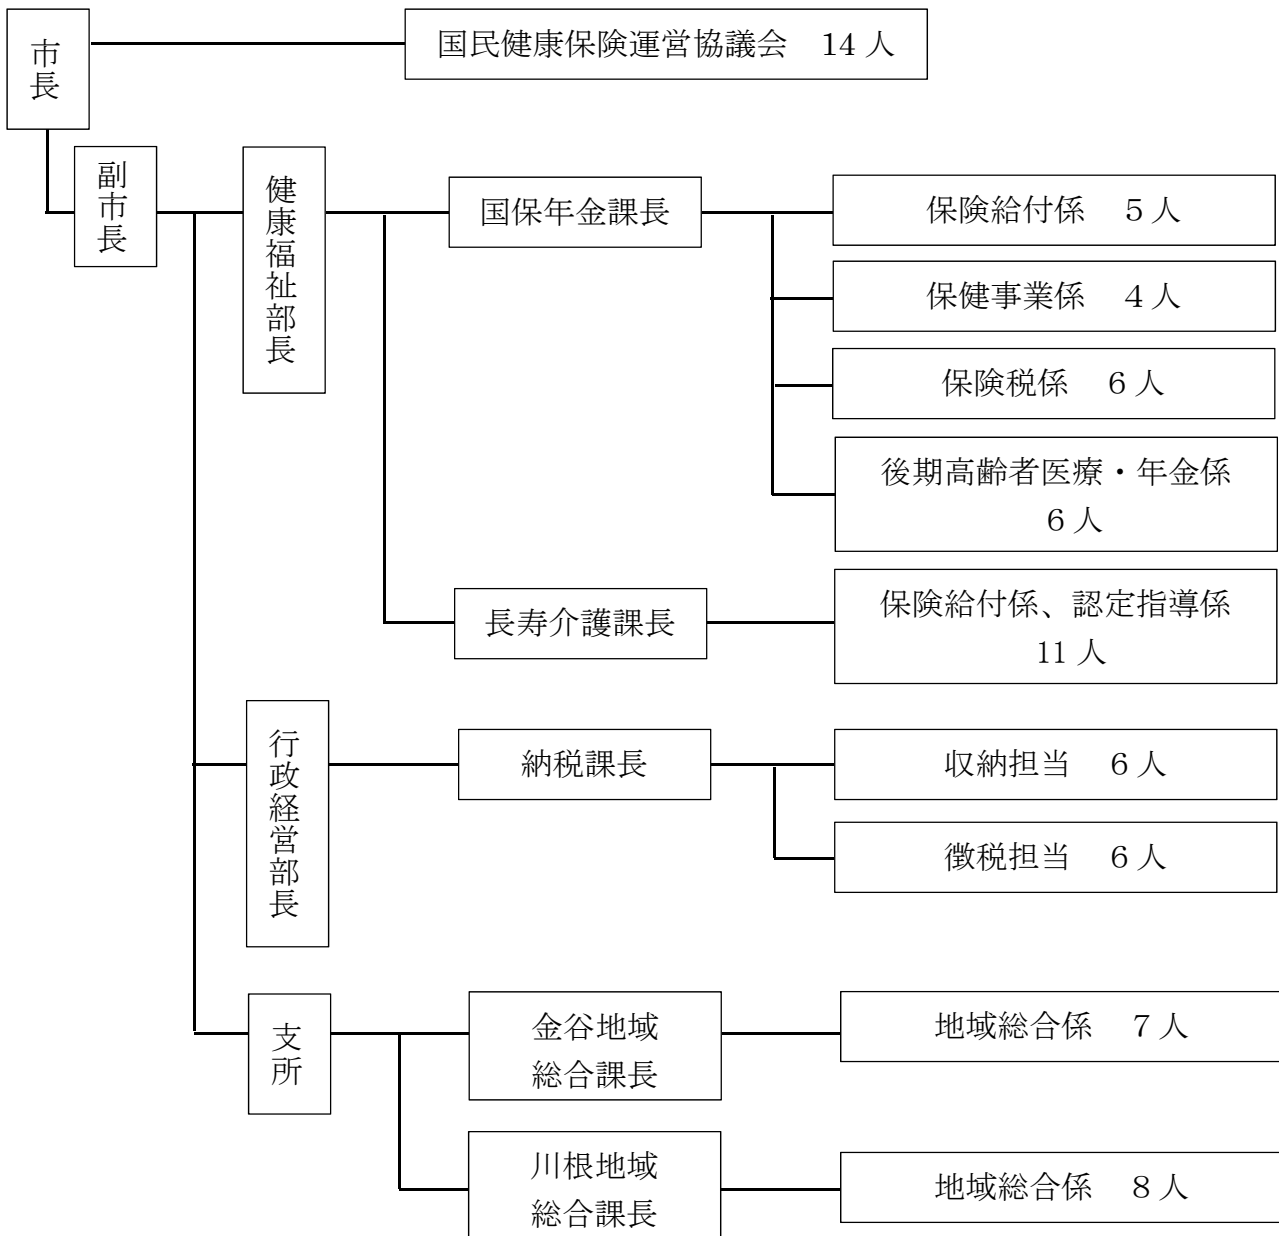 市長
国民健康保険運営協議会　14 人
副市長
健康福祉部長
国保年金課長
保険給付係　５人
保健事業係　４人
保険税係　６人
後期高齢者医療・年金係
６人
長寿介護課長
保険給付係、認定指導係
11 人
行政経営部長
納税課長
収納担当　６人
徴税担当　６人
支所
金谷地域
総合課長
地域総合係　７人
川根地域
総合課長
地域総合係　８人